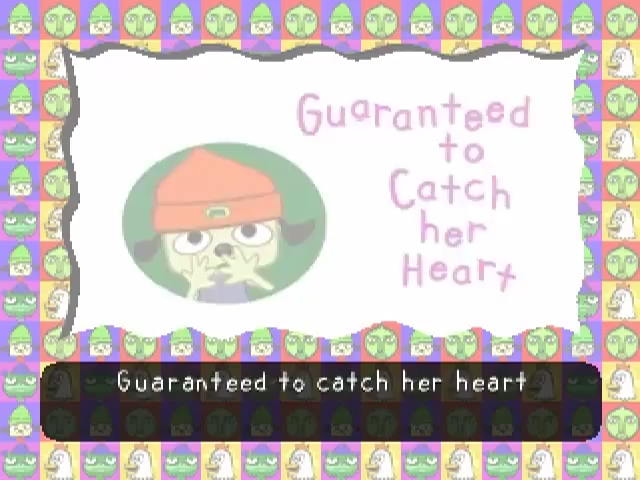 Guaranteed
to
Catch
her
Heart
Guaranteed to catch her heart